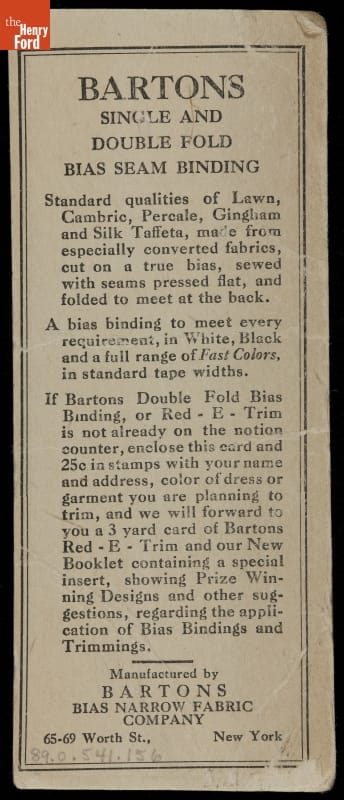 the
Henry
Ford
BARTONS
SINGLE AND
DOUBLE FOLD
BIAS SEAM BINDING
Standard qualities of Lawn,
Cambric, Percale, Gingham
and Silk Taffeta, made from
especially converted fabrics,
cut on a true bias, sewed
with seams pressed flat, and
folded to meet at the back.
A bias binding to meet every
requirement, in White, Black
and a full range of Fast Colors,
in standard tape widths.
If Bartons Double Fold Bias
Binding, or Red - E - Trim
is not already on the notion
counter, enclose this card and
25c in stamps with your name
and address, color of dress or
garment you are planning to
trim, and we will forward to
you a 3 yard card of Bartons
Red - E - Trim and our New
Booklet containing a special
insert, showing Prize Win-
ning Designs and other sug-
gestions, regarding the appli-
cation of Bias Bindings and
Trimmings.
Manufactured by
BARTONS
BIAS NARROW FABRIC
COMPANY
65-69 Worth St., New York
89.0.541.156